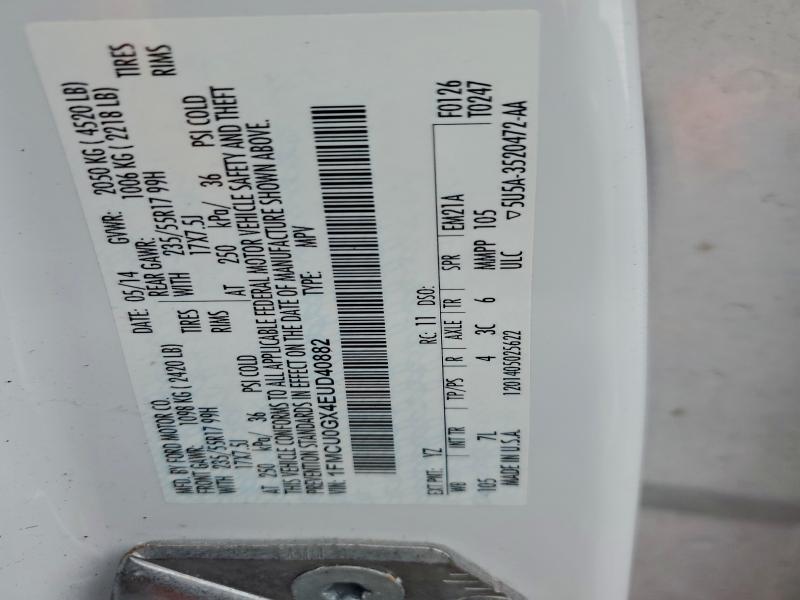 MFD. BY FORD MOTOR CO.
DATE: 05/14 GVWR: 2050 KG ( 4520 LB)
FRONT GAWR: 1098 KG ( 2420 LB) REAR GAWR: 1006 KG ( 2218 LB)
WITH 235/55R17 99H TIRES WITH 235/55R17 99H TIRES
17X7.5J RIMS 17X7.5J RIMS
AT 250 kPa/ 36 PSI COLD AT 250 kPa/ 36 PSI COLD
THIS VEHICLE CONFORMS TO ALL APPLICABLE FEDERAL MOTOR VEHICLE SAFETY AND THEFT
PREVENTION STANDARDS IN EFFECT ON THE DATE OF MANUFACTURE SHOWN ABOVE.
VIN: 1FMCU0GX4EUD40882 TYPE: MPV
EXT PNT: YZ RC: 11 DSO: F0126
WB INT TR TP/PS R AXLE TR SPR EM21A T0247
105 7L 4 3C 6 MMPP 105
MADE IN U.S.A. 1201405025622 ULC ▽5U5A-3520472-AA